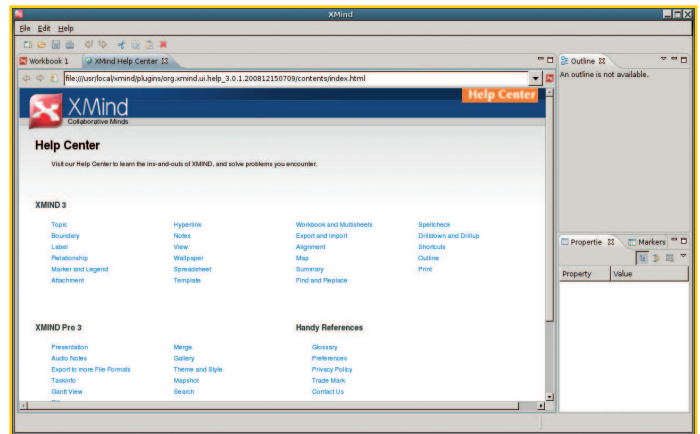 XMind
File Edit Help
Workbook 1 XMind Help Center
file:///usr/local/xmind/plugins/org.xmind.ui.help_3.0.1.200812150709/contents/index.html
Help Center
XMind
Collaborative Minds
Help Center
Visit our Help Center to learn the ins-and-outs of XMIND, and solve problems you encounter.
XMIND 3
Topic Hyperlink Workbook and Multisheets Spellcheck
Boundary Notes Export and Import Drilldown and Drillup
Label View Alignment Shortcuts
Relationship Wallpaper Map Outline
Marker and Legend Spreadsheet Summary Print
Attachment Template Find and Replace
XMIND Pro 3 Handy References
Presentation Merge Glossary
Audio Notes Gallery Preferences
Export to more File Formats Theme and Style Privacy Policy
Taskinfo Mapshot Trade Mark
Gantt View Search Contact Us
Outline
An outline is not available.
Propertie Markers
Property Value